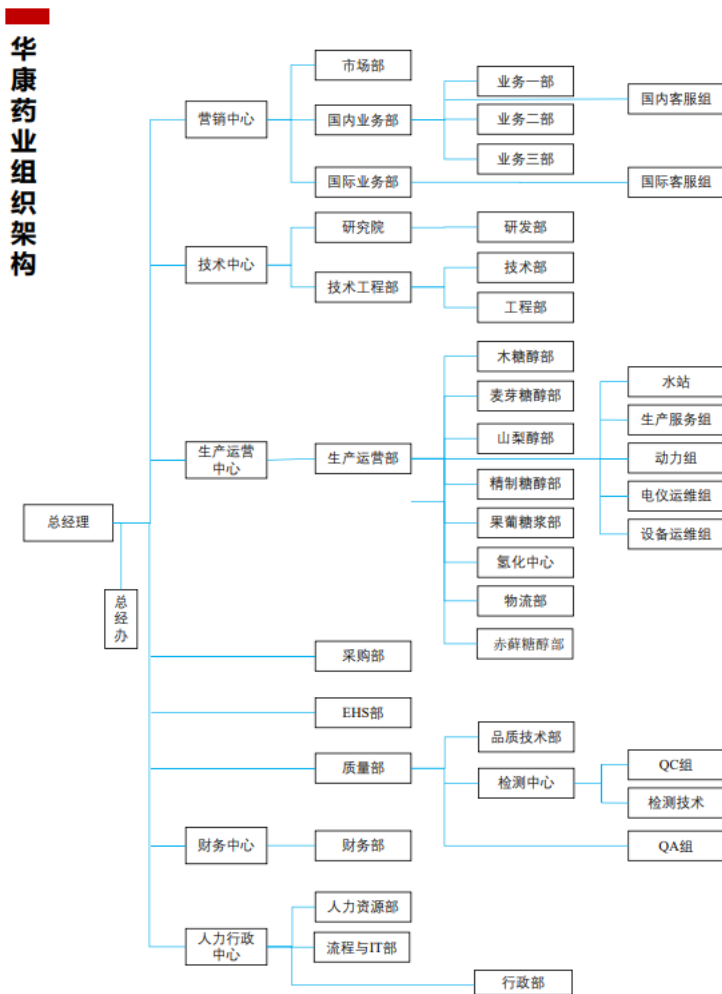 华康药业组织架构
市场部
营销中心
国内业务部
业务一部
业务二部
业务三部
国内客服组
国际业务部
国际客服组
技术中心
研究院
研发部
技术工程部
技术部
工程部
生产运营
中心
生产运营部
木糖醇部
麦芽糖醇部
山梨醇部
精制糖醇部
果葡糖浆部
氢化中心
物流部
赤藓糖醇部
水站
生产服务组
动力组
电仪运维组
设备运维组
总经理
总经办
采购部
EHS部
质量部
品质技术部
检测中心
QC组
检测技术
QA组
财务中心
财务部
人力行政
中心
人力资源部
流程与IT部
行政部